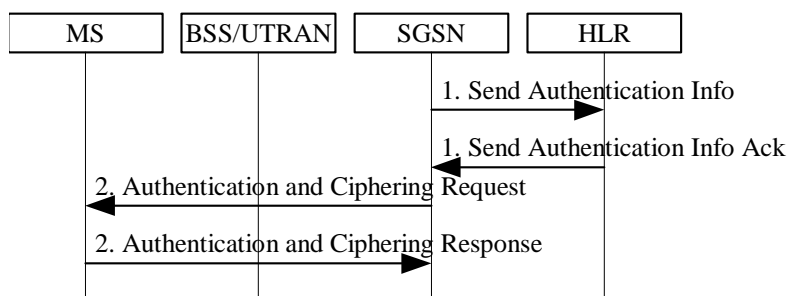 MS BSS/UTRAN SGSN HLR
1. Send Authentication Info
1. Send Authentication Info Ack
2. Authentication and Ciphering Request
2. Authentication and Ciphering Response